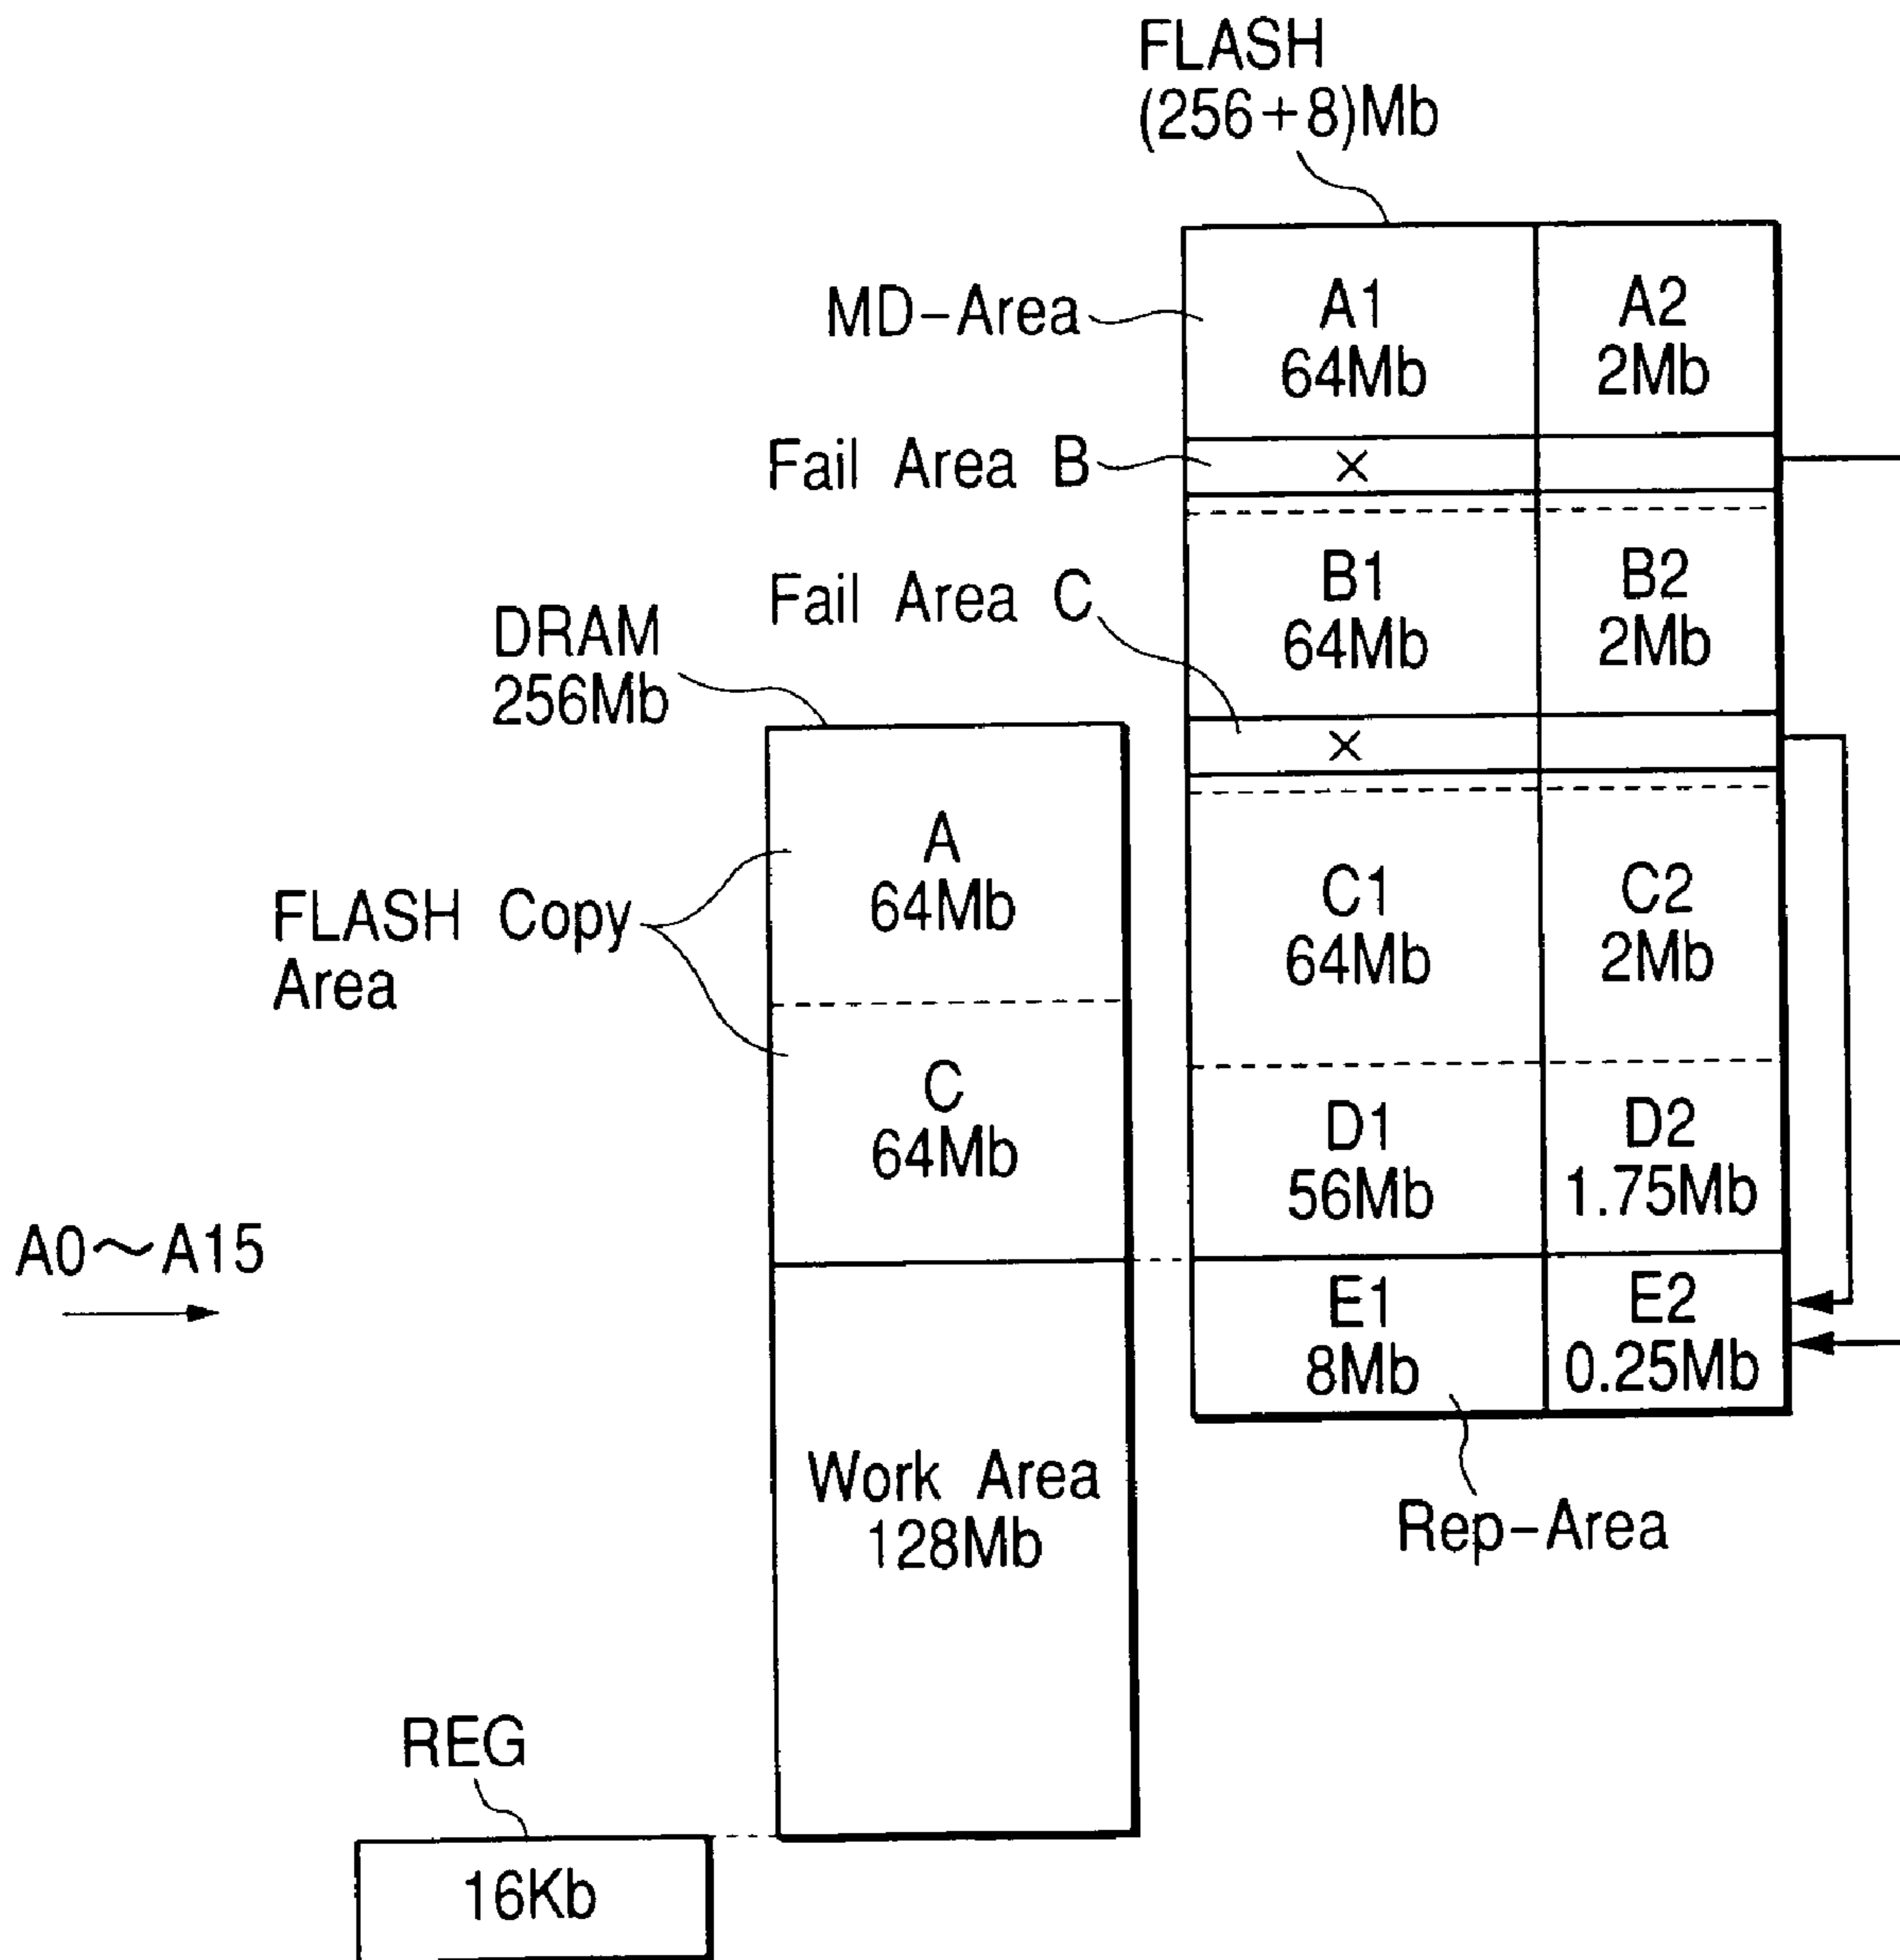 FLASH
(256+8)Mb
MD-Area
A1
64Mb
A2
2Mb
Fail Area B
×
B1
64Mb
B2
2Mb
Fail Area C
×
DRAM
256Mb
A
64Mb
C1
64Mb
C2
2Mb
FLASH Copy
Area
C
64Mb
D1
56Mb
D2
1.75Mb
A0～A15
E1
8Mb
E2
0.25Mb
Work Area
128Mb
Rep-Area
REG
16Kb